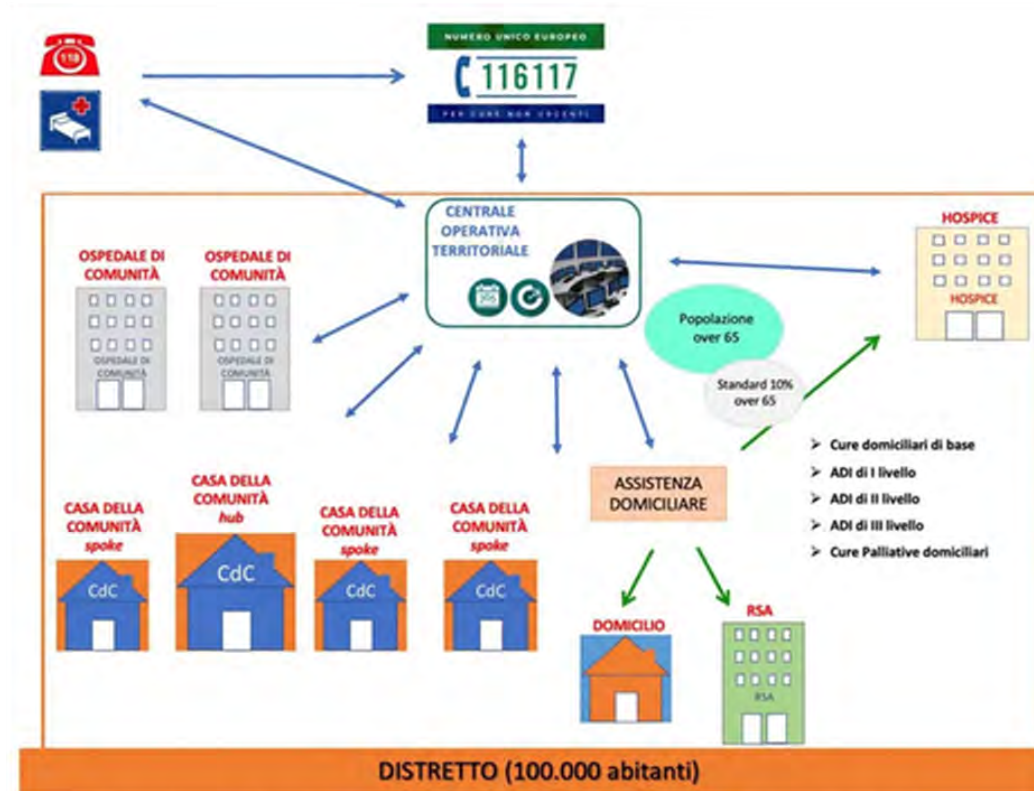 118
NUMERO UNICO EUROPEO
116117
PER CURE NON URGENTI
CENTRALE
OPERATIVA
TERRITORIALE
OSPEDALE DI
COMUNITÀ
OSPEDALE DI
COMUNITÀ
OSPEDALE DI
COMUNITÀ
OSPEDALE DI
COMUNITÀ
HOSPICE
HOSPICE
Popolazione
over 65
Standard 10%
over 65
Cure domiciliari di base
ADI di I livello
ADI di II livello
ADI di III livello
Cure Palliative domiciliari
ASSISTENZA
DOMICILIARE
CASA DELLA
COMUNITÀ
spoke
CdC
CASA DELLA
COMUNITÀ
hub
CdC
CASA DELLA
COMUNITÀ
spoke
CdC
CASA DELLA
COMUNITÀ
spoke
CdC
DOMICILIO
RSA
RSA
DISTRETTO (100.000 abitanti)